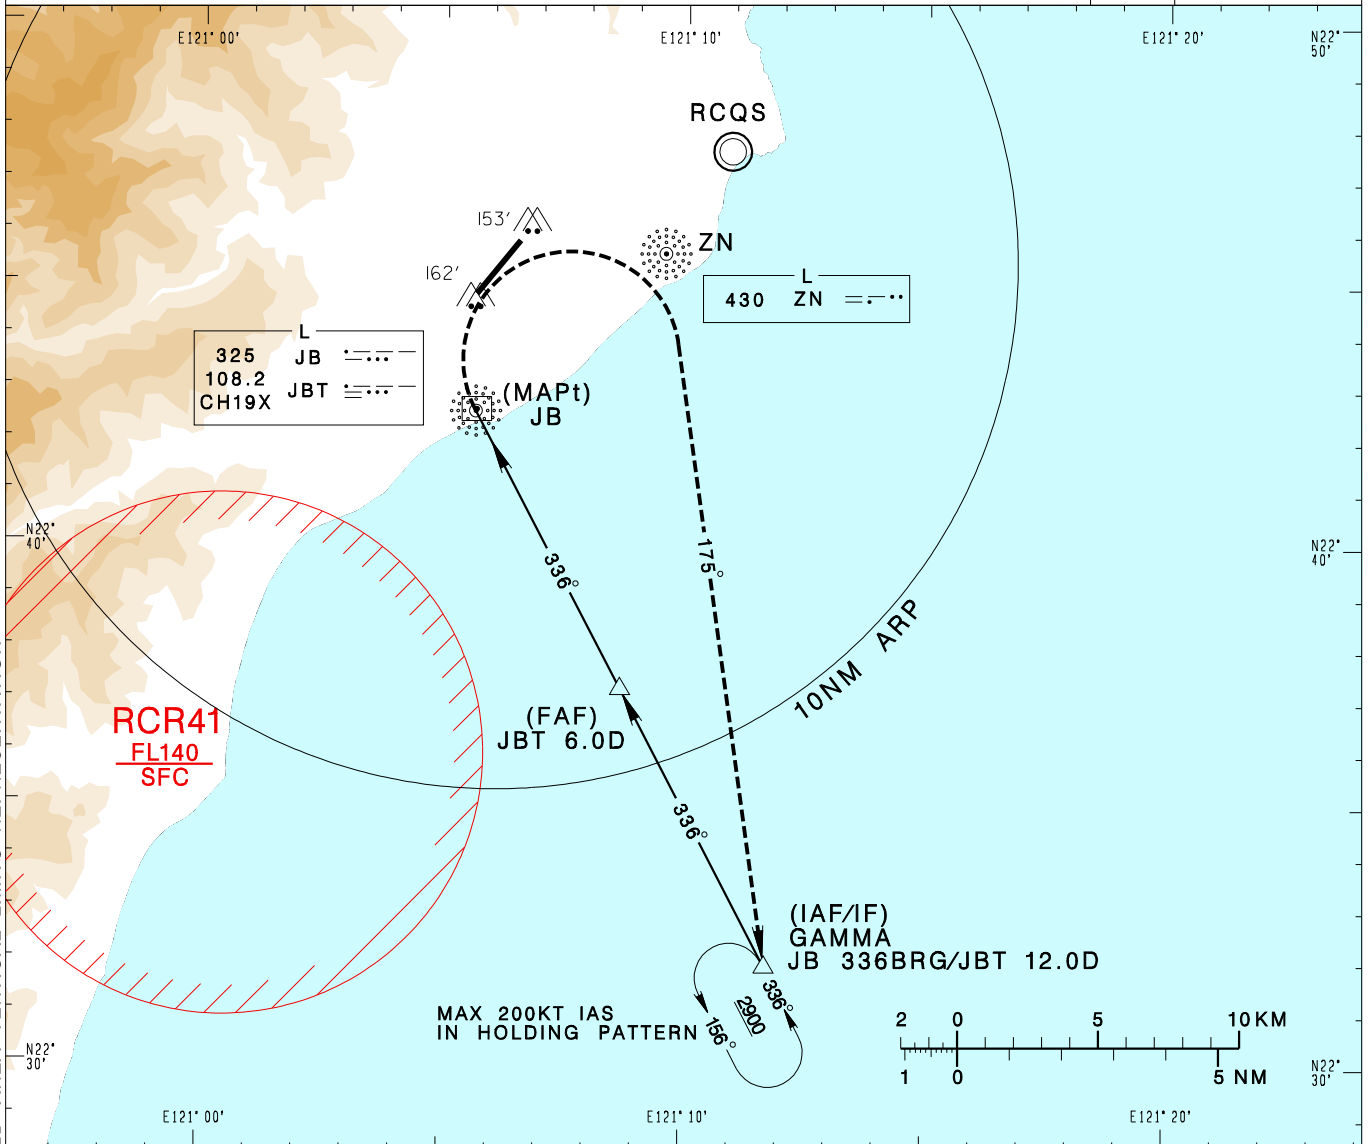 E121° 00'
E121° 10'
E121° 20'
N22°
50'
RCQS
153'
ZN
162'
L
430 ZN
L
325 JB
108.2
JBT
CH19X
(MAPt)
JB
N22°
40'
N22°
40'
336°
175°
10NM ARP
RCR41
FL140
SFC
(FAF)
JBT 6.0D
336°
(IAF/IF)
GAMMA
JB 336BRG/JBT 12.0D
336°
2900
156°
MAX 200KT IAS
IN HOLDING PATTERN
2 0 5 10 KM
1 0 5 NM
N22°
30'
N22°
30'
E121° 00'
E121° 10'
E121° 20'